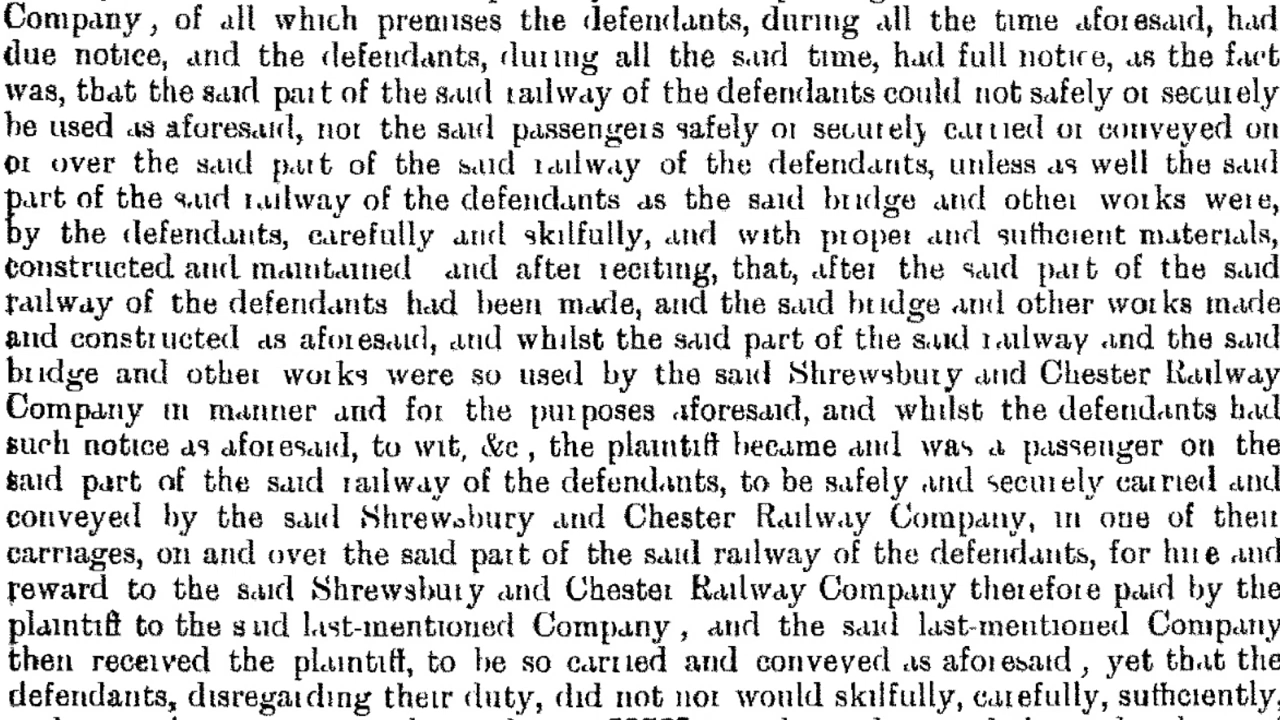 Company, of all which premises the defendants, during all the time aforesaid, had
due notice, and the defendants, during all the said time, had full notice, as the fact
was, that the said part of the said railway of the defendants could not safely or securely
be used as aforesaid, nor the said passengers safely or securely carried or conveyed on
or over the said part of the said railway of the defendants, unless as well the said
part of the said railway of the defendants as the said bridge and other works were,
by the defendants, carefully and skilfully, and with proper and sufficient materials,
constructed and maintained and after reciting, that, after the said part of the said
railway of the defendants had been made, and the said bridge and other works made
and constructed as aforesaid, and whilst the said part of the said railway and the said
bridge and other works were so used by the said Shrewsbury and Chester Railway
Company in manner and for the purposes aforesaid, and whilst the defendants had
such notice as aforesaid, to wit, &c, the plaintiff became and was a passenger on the
said part of the said railway of the defendants, to be safely and securely carried and
conveyed by the said Shrewsbury and Chester Railway Company, in one of their
carriages, on and over the said part of the said railway of the defendants, for hire and
reward to the said Shrewsbury and Chester Railway Company therefore paid by the
plaintiff to the said last-mentioned Company, and the said last-mentioned Company
then received the plaintiff, to be so carried and conveyed as aforesaid, yet that the
defendants, disregarding their duty, did not nor would skilfully, carefully, sufficiently,